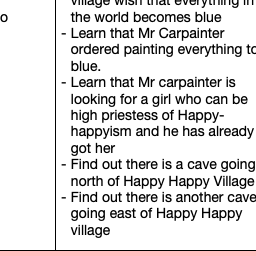 village wish that everything in
o
the world becomes blue
- Learn that Mr Carpainter
ordered painting everything to
blue.
- Learn that Mr carpainter is
looking for a girl who can be
high priestess of Happy-
happyism and he has already
got her
- Find out there is a cave going
north of Happy Happy Village
- Find out there is another cave
going east of Happy Happy
village